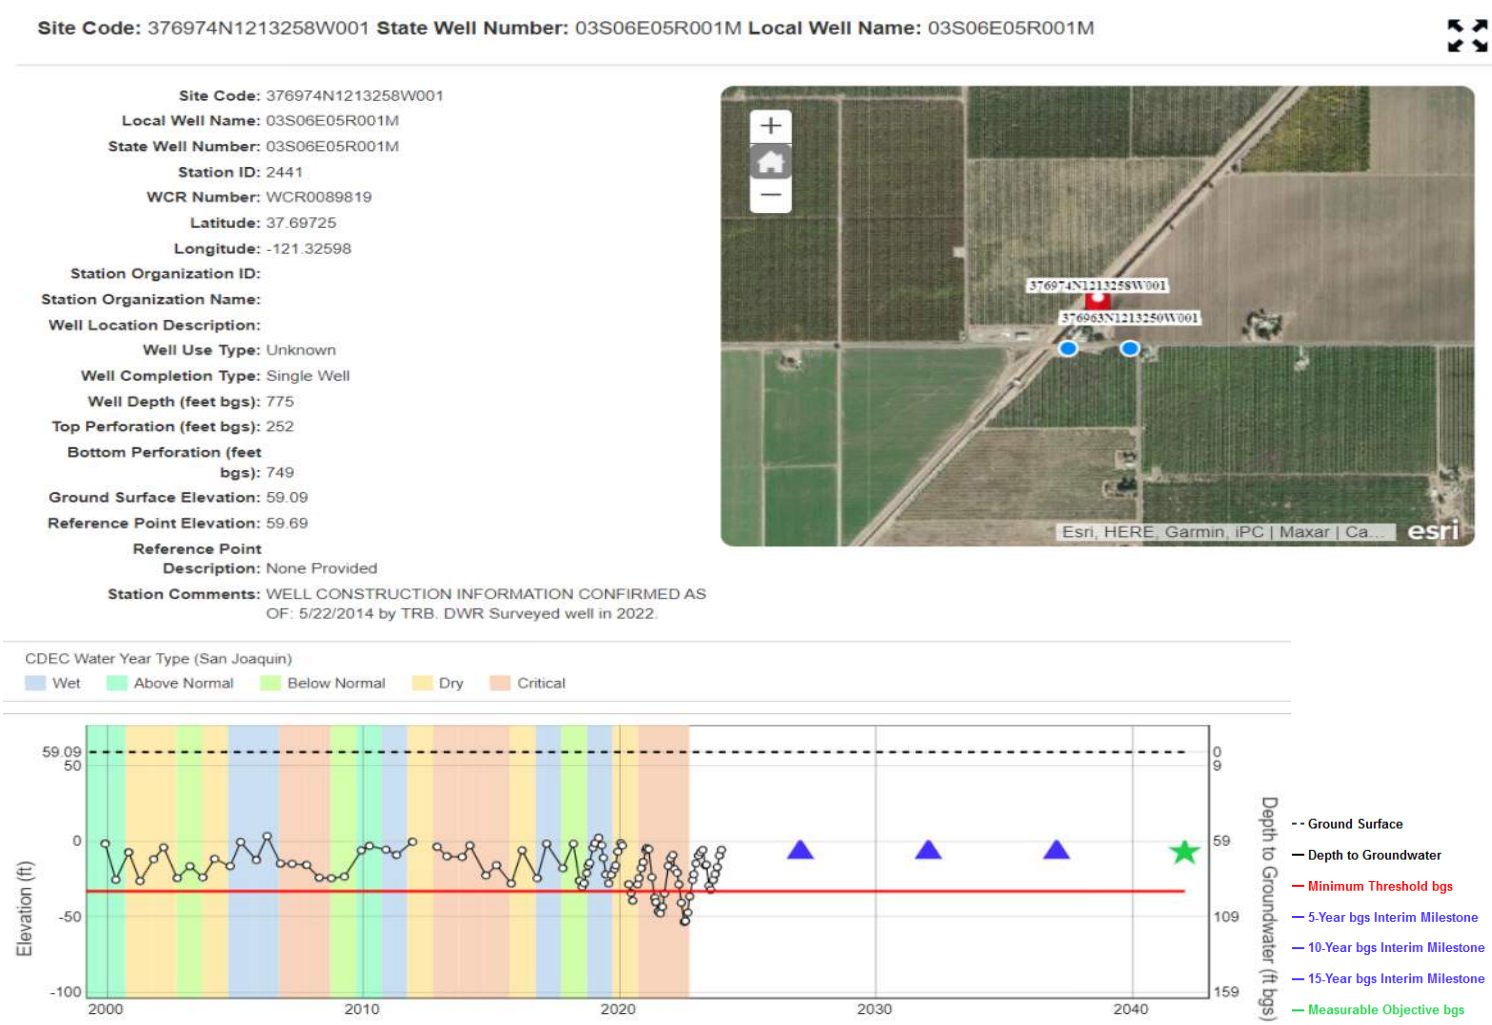 Site Code: 376974N1213258W001 State Well Number: 03S06E05R001M Local Well Name: 03S06E05R001M
Site Code: 376974N1213258W001
Local Well Name: 03S06E05R001M
State Well Number: 03S06E05R001M
Station ID: 2441
WCR Number: WCR0089819
Latitude: 37.69725
Longitude: -121.32598
Station Organization ID:
Station Organization Name:
Well Location Description:
Well Use Type: Unknown
Well Completion Type: Single Well
Well Depth (feet bgs): 775
Top Perforation (feet bgs): 252
Bottom Perforation (feet
bgs): 749
Ground Surface Elevation: 59.09
Reference Point Elevation: 59.69
Reference Point
Description: None Provided
Station Comments: WELL CONSTRUCTION INFORMATION CONFIRMED AS
OF: 5/22/2014 by TRB. DWR Surveyed well in 2022.
+
−
376974N1213258W001
376963N1213250W001
Esri, HERE, Garmin, iPC | Maxar | Ca...
esri
CDEC Water Year Type (San Joaquin)
Wet Above Normal Below Normal Dry Critical
59.09
50
0
-50
-100
Elevation (ft)
2000 2010 2020 2030 2040
0
9
59
109
159
Depth to Groundwater (ft bgs)
Ground Surface
Depth to Groundwater
Minimum Threshold bgs
5-Year bgs Interim Milestone
10-Year bgs Interim Milestone
15-Year bgs Interim Milestone
Measurable Objective bgs